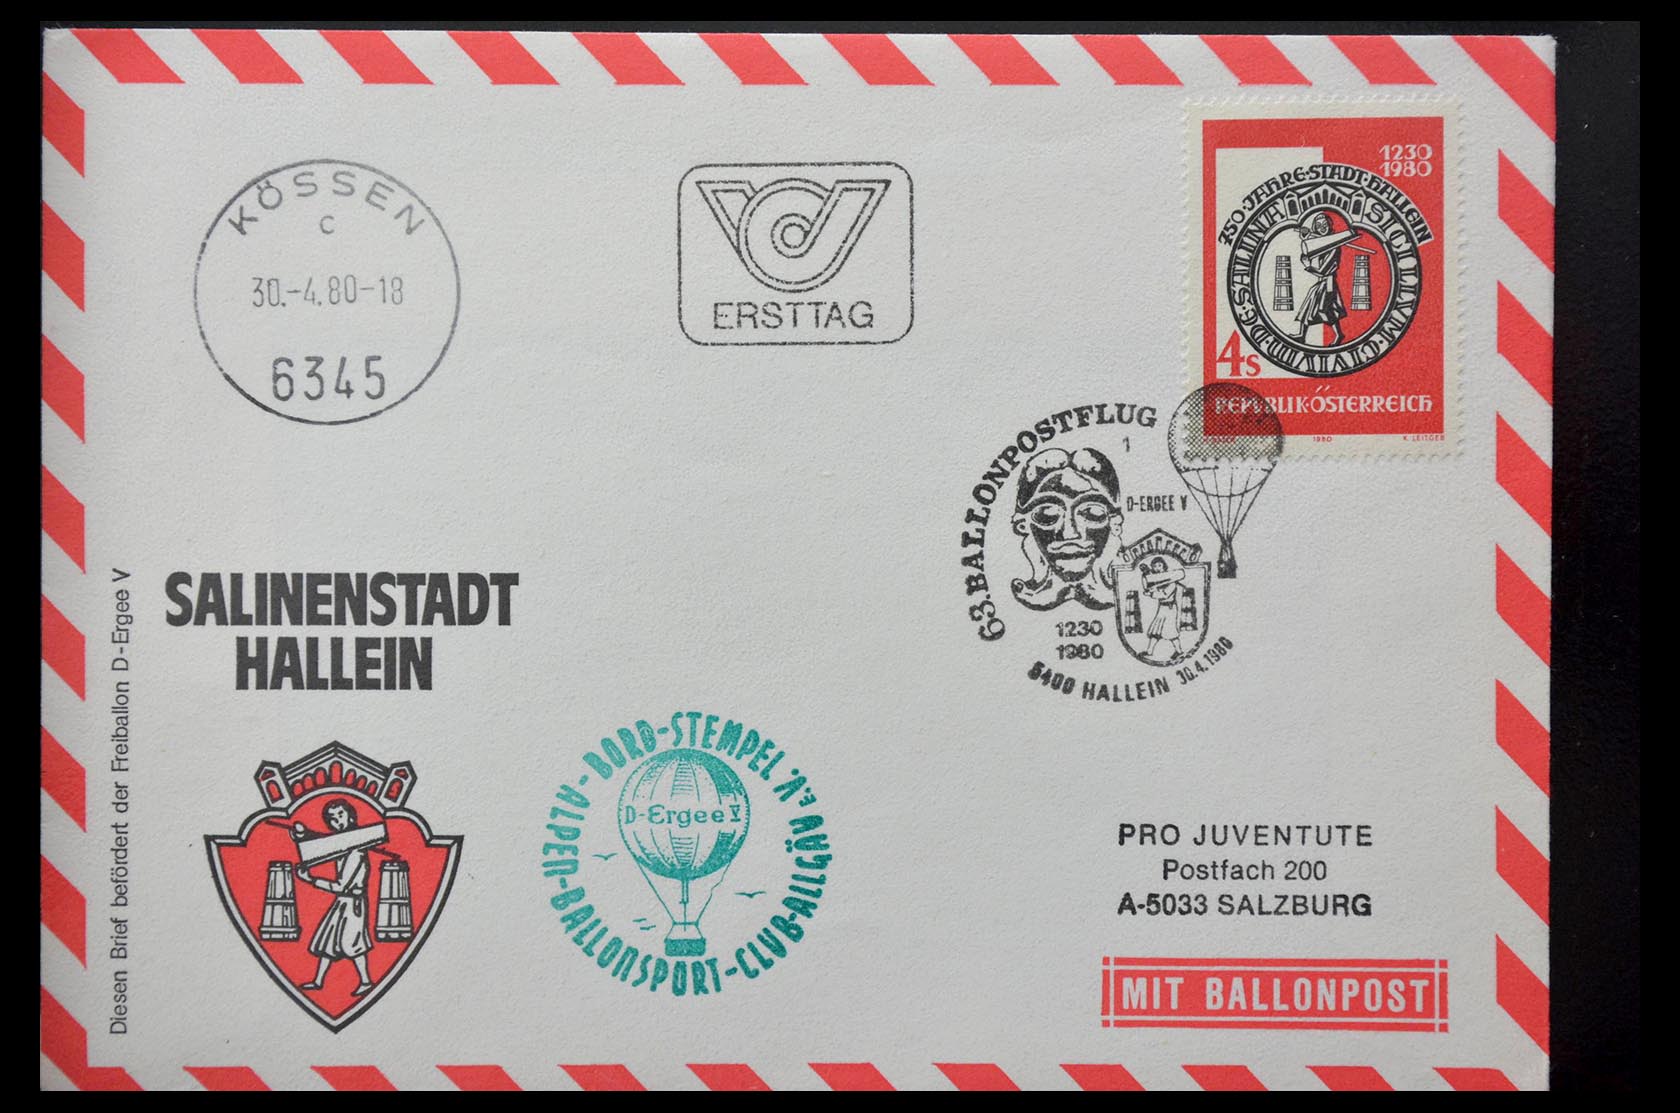 KÖSSEN
c
30.-4.80-18
6345
ERSTTAG
1230
1980
750·JAHRE·STADT·HALLEIN
4s
REPUBLIK·ÖSTERREICH
1980
K. LEITGEB
63.BALLONPOSTFLUG
1
D-ERGEE V
1230
1980
5400 HALLEIN 30.4.1980
Diesen Brief befördert der Freiballon D-Ergee V
SALINENSTADT
HALLEIN
BORD-STEMPEL
D-Ergee V
ALPEN-BALLONSPORT-CLUB-ALLGÄU
PRO JUVENTUTE
Postfach 200
A-5033 SALZBURG
MIT BALLONPOST